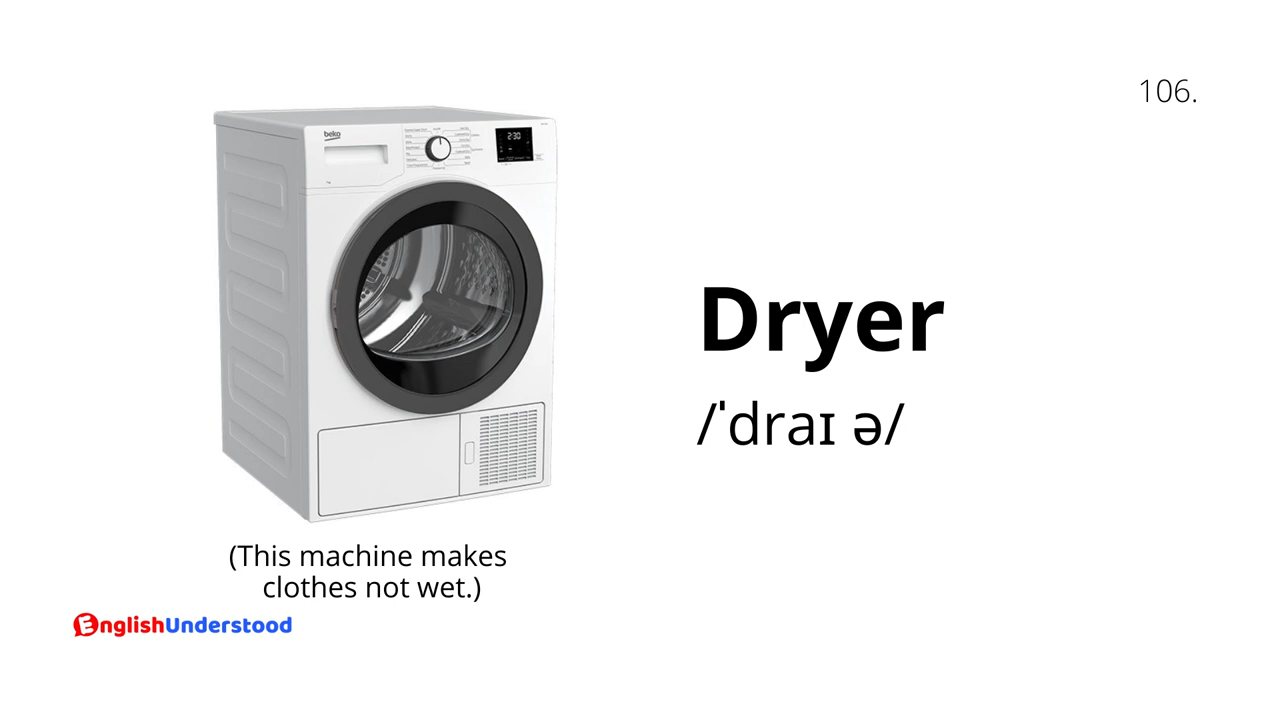 106.
beko
2:30
Dryer
/ˈdraɪ ə/
(This machine makes
clothes not wet.)
EnglishUnderstood